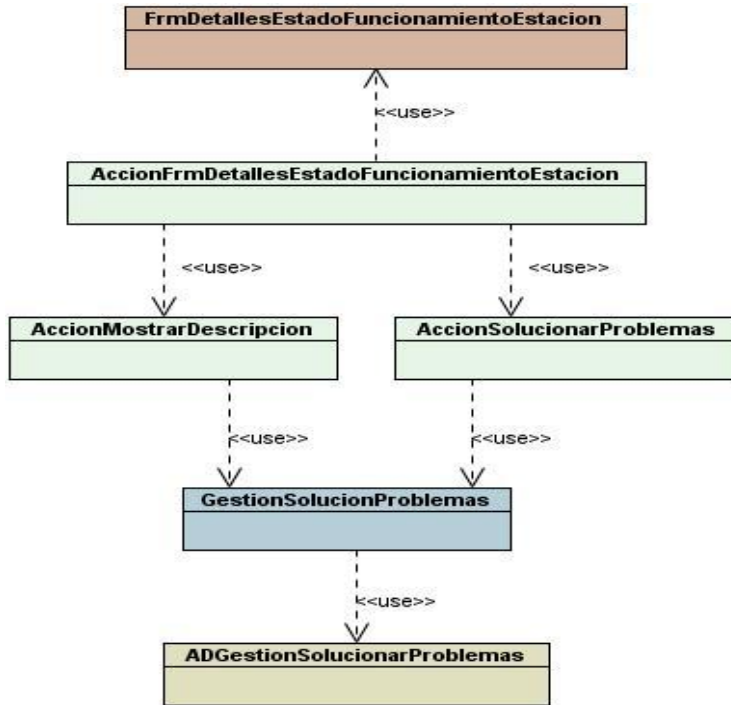 FrmDetallesEstadoFuncionamientoEstacion
<<use>>
AccionFrmDetallesEstadoFuncionamientoEstacion
<<use>>
<<use>>
AccionMostrarDescripcion
AccionSolucionarProblemas
<<use>>
<<use>>
GestionSolucionProblemas
<<use>>
ADGestionSolucionarProblemas